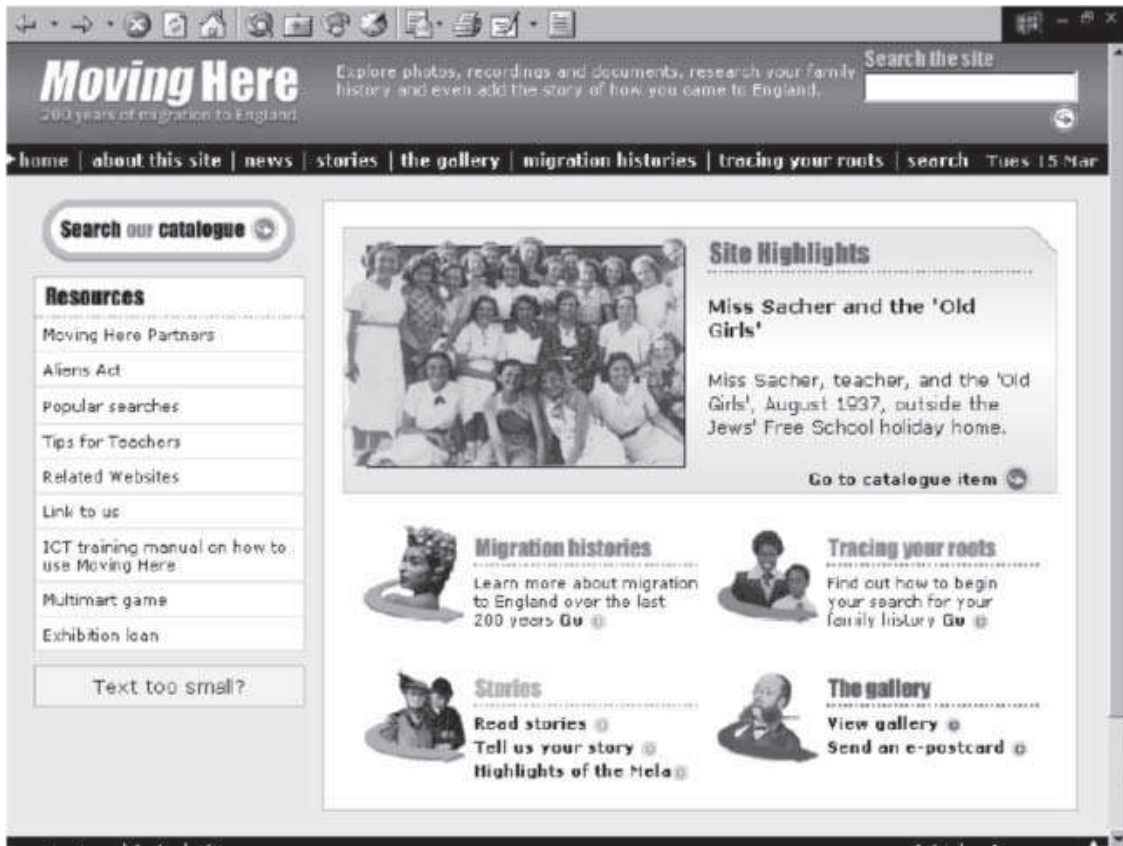 Moving Here
200 years of migration to England
Explore photos, recordings and documents, research your family
history and even add the story of how you came to England.
Search the site
home | about this site | news | stories | the gallery | migration histories | tracing your roots | search Tues 15 Mar
Search our catalogue
Resources
Moving Here Partners
Aliens Act
Popular searches
Tips for Teachers
Related Websites
Link to us
ICT training manual on how to
use Moving Here
Multimart game
Exhibition loan
Text too small?
Site Highlights
Miss Sacher and the 'Old
Girls'
Miss Sacher, teacher, and the 'Old
Girls', August 1937, outside the
Jews' Free School holiday home.
Go to catalogue item
Migration histories
Learn more about migration
to England over the last
200 years Go
Tracing your roots
Find out how to begin
your search for your
family history Go
Stories
Read stories
Tell us your story
Highlights of the Mela
The gallery
View gallery
Send an e-postcard